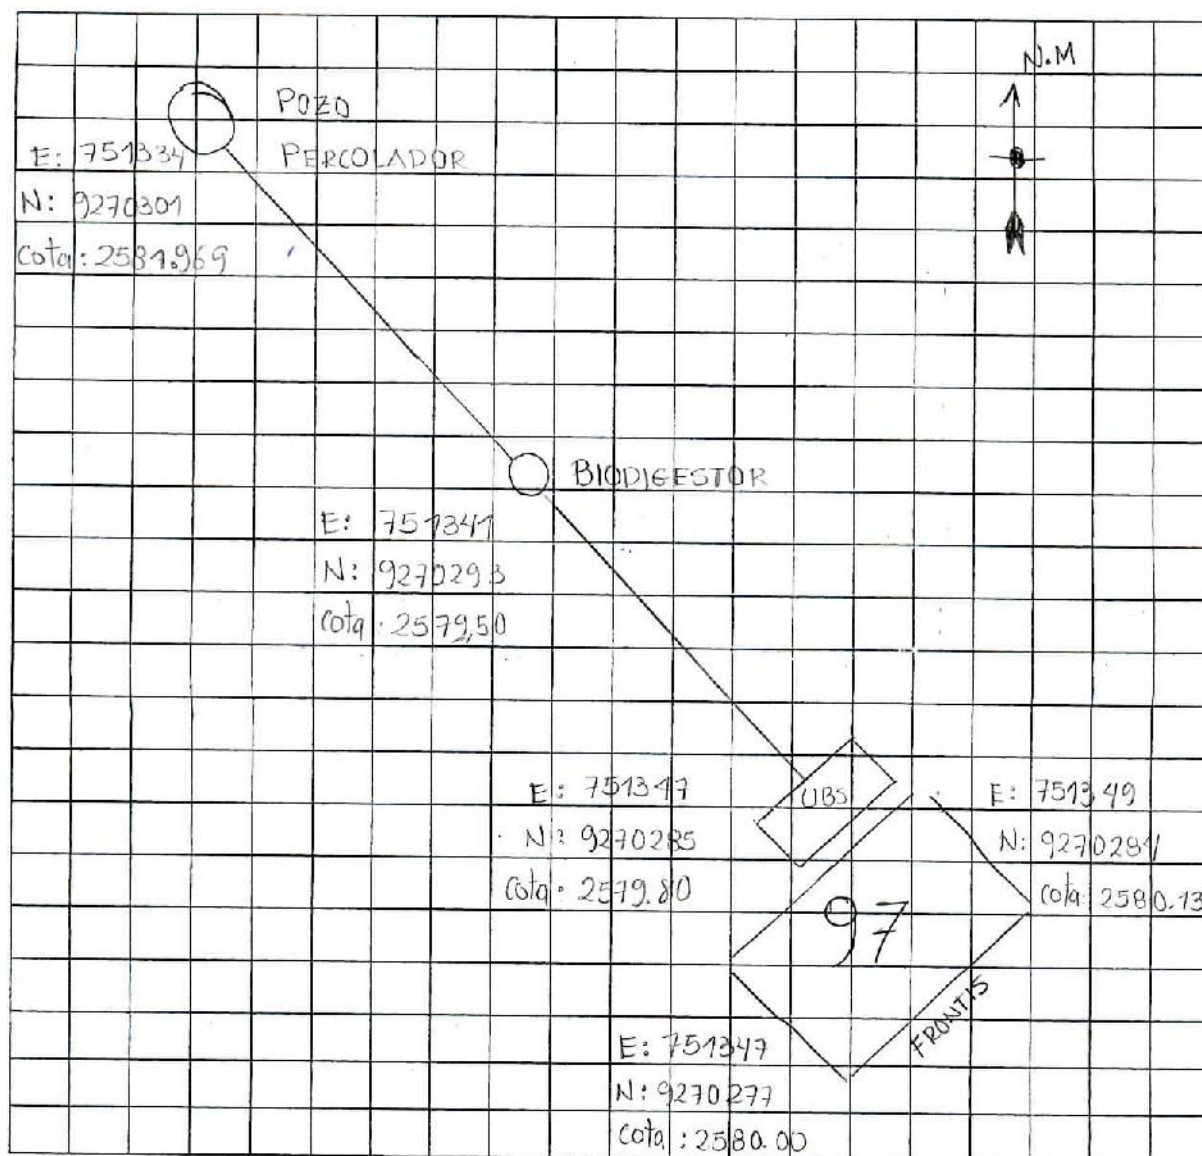 N.M
POZO
PERCOLADOR
E: 751334
N: 9270301
Cota: 2581.969
BIODIGESTOR
E: 751341
N: 9270293
Cota: 2579,50
E: 751347
N: 9270285
Cota: 2579.80
UBS
E: 751349
N: 9270284
Cota: 2580.13
97
FRONTIS
E: 751347
N: 9270277
Cota: 2580.00